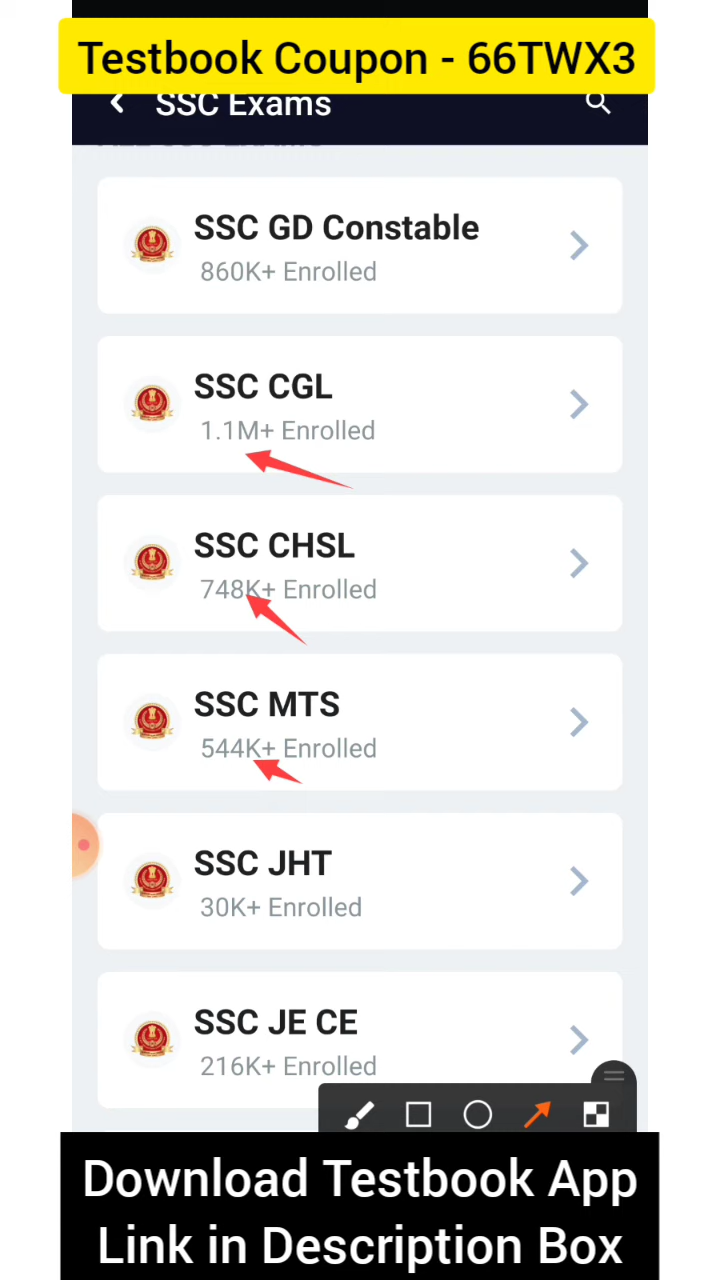 Testbook Coupon - 66TWX3
SSC Exams
SSC GD Constable
860K+ Enrolled
SSC CGL
1.1M+ Enrolled
SSC CHSL
748K+ Enrolled
SSC MTS
544K+ Enrolled
SSC JHT
30K+ Enrolled
SSC JE CE
216K+ Enrolled
Download Testbook App
Link in Description Box